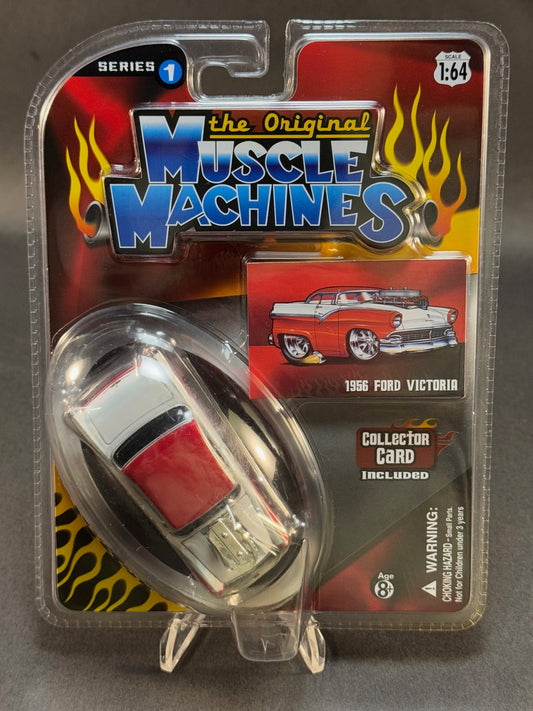 SERIES 1
SCALE
1:64
the Original
MUSCLE
MACHINES
1956 FORD VICTORIA
COLLECTOR
CARD
INCLUDED
WARNING:
CHOKING HAZARD - Small Parts.
Not for Children under 3 years
Age
8+